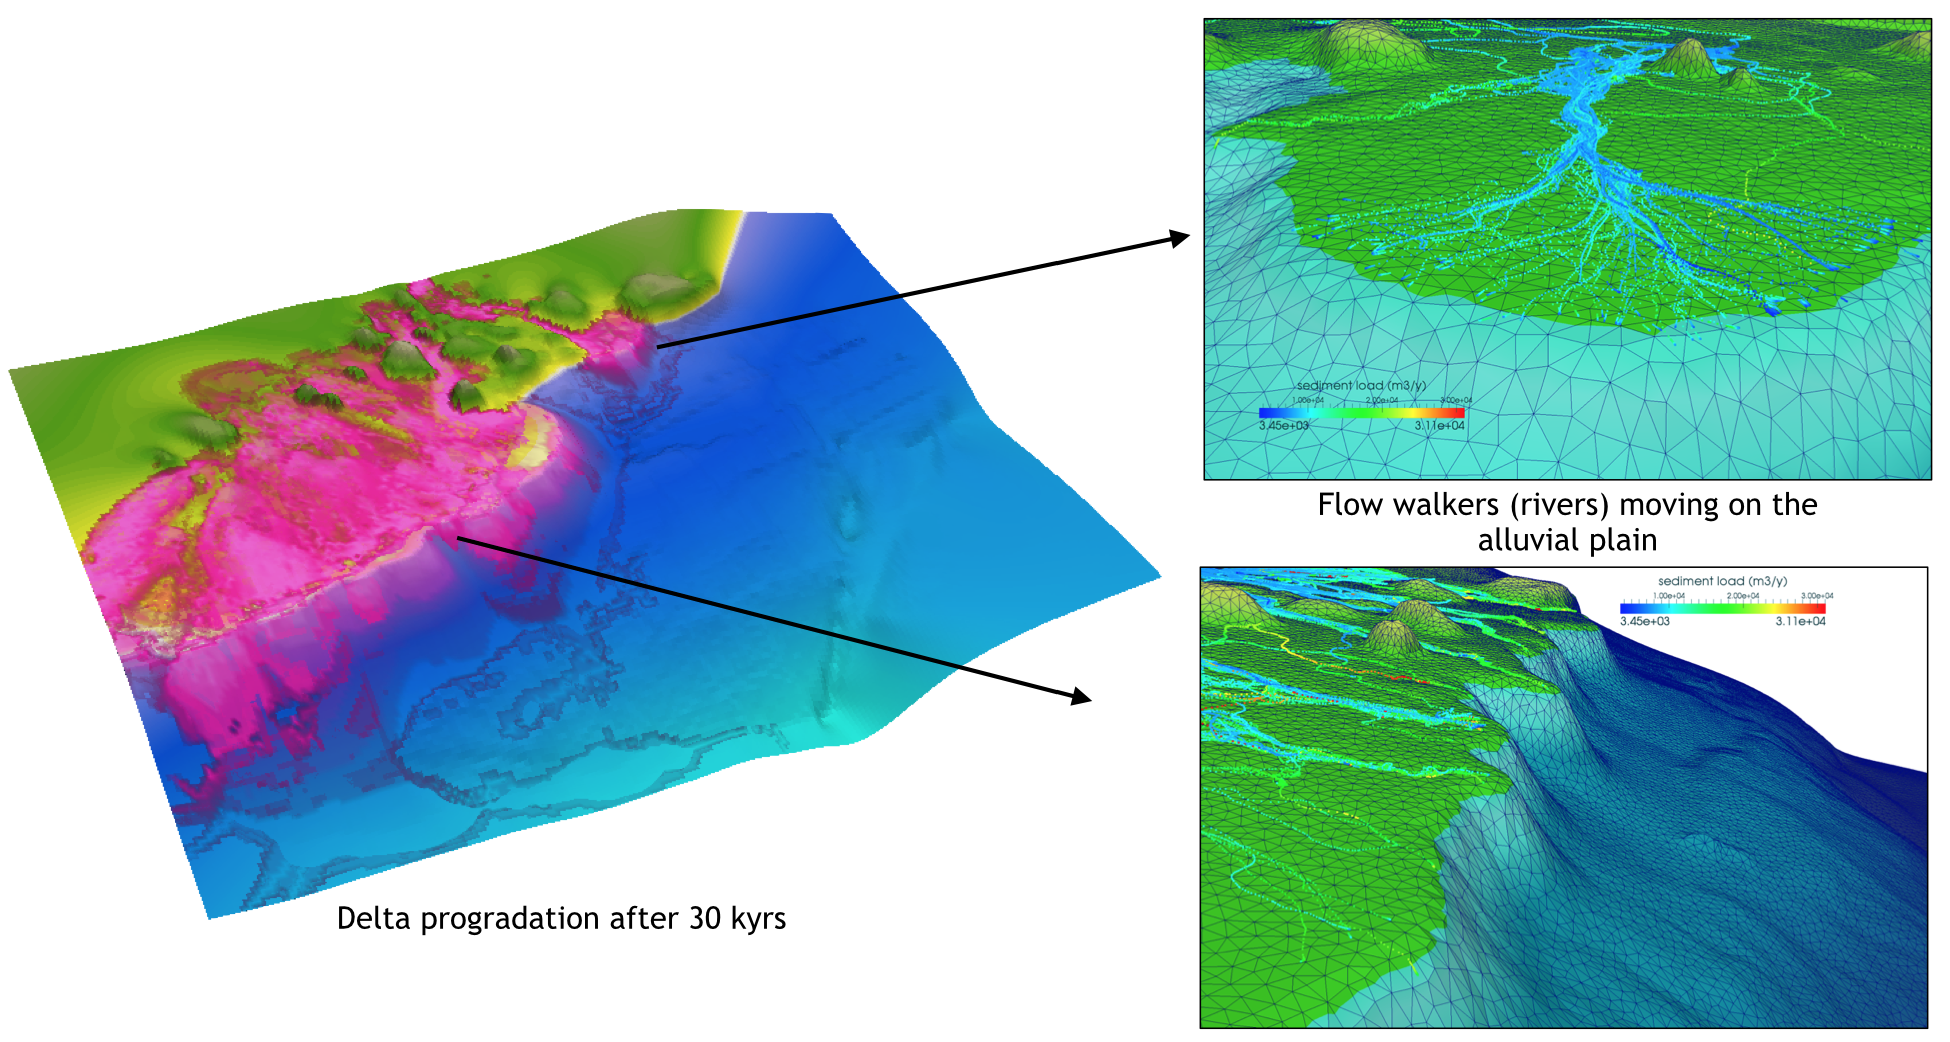 sediment load (m3/y)
1.00e+04 2.00e+04 3.00e+04
3.45e+03 3.11e+04
Flow walkers (rivers) moving on the
alluvial plain
sediment load (m3/y)
1.00e+04 2.00e+04 3.00e+04
3.45e+03 3.11e+04
Delta progradation after 30 kyrs